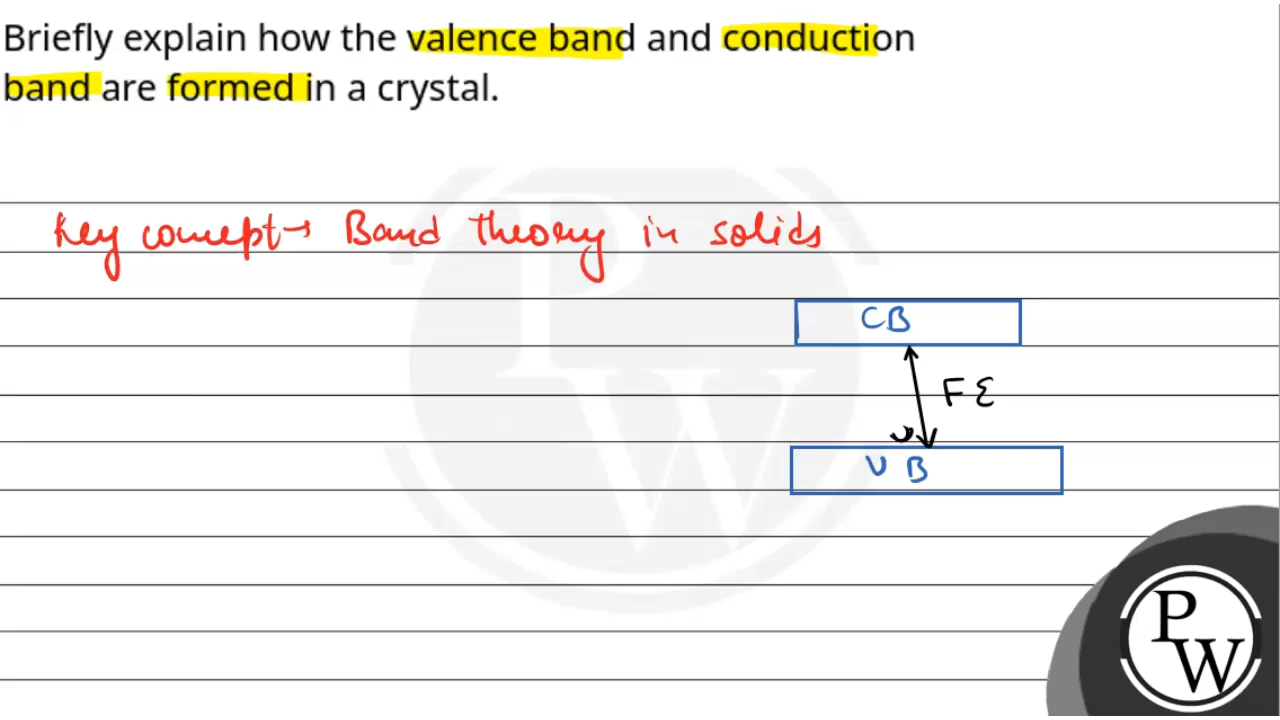 Briefly explain how the valence band and conduction
band are formed in a crystal.
Key concept → Band theory in solids
CB
FE
VB
P
W
P
W